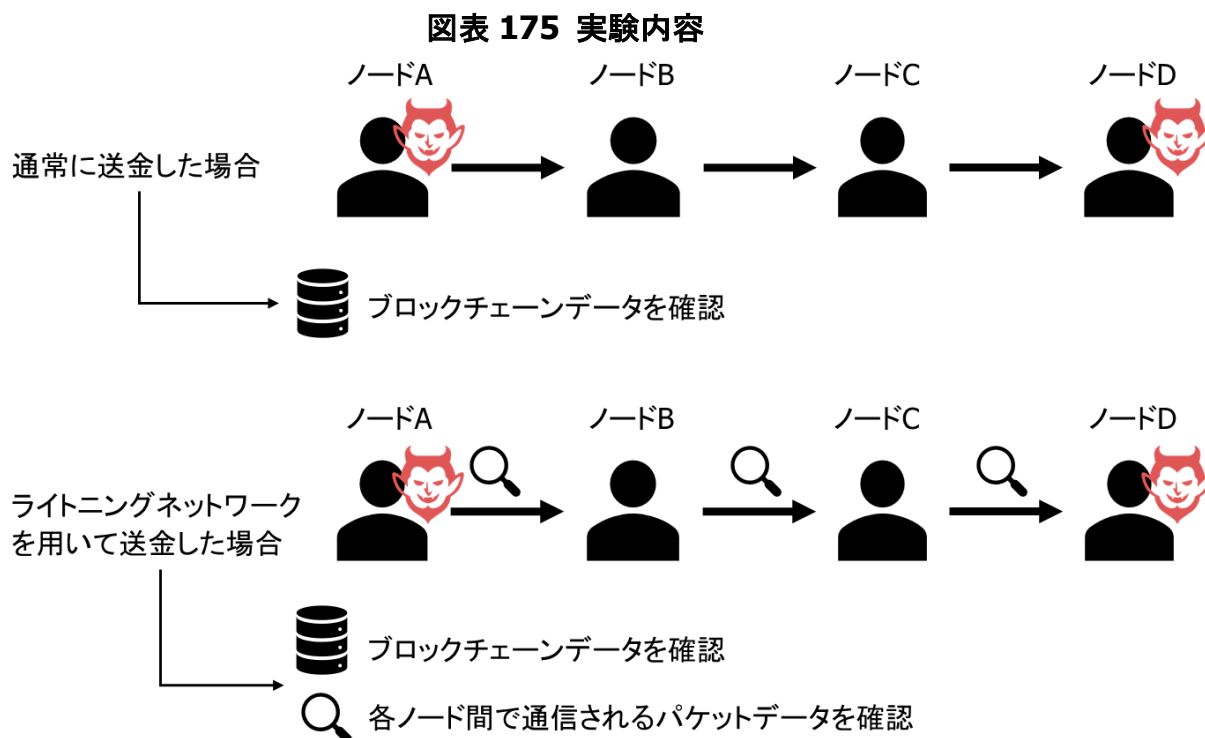 図表 175 実験内容
ノードA
ノードB
ノードC
ノードD
通常に送金した場合
ブロックチェーンデータを確認
ノードA
ノードB
ノードC
ノードD
ライトニングネットワーク
を用いて送金した場合
ブロックチェーンデータを確認
各ノード間で通信されるパケットデータを確認